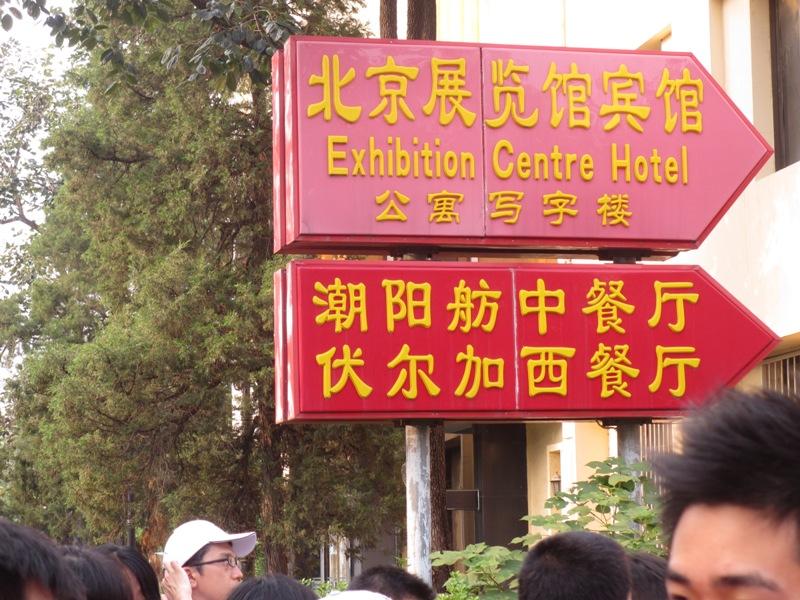 北京展览馆宾馆
Exhibition Centre Hotel
公寓写字楼
潮阳舫中餐厅
伏尔加西餐厅